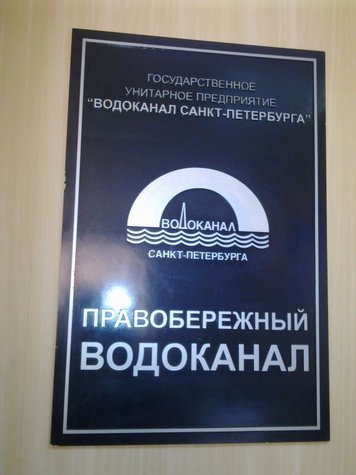 ГОСУДАРСТВЕННОЕ
УНИТАРНОЕ ПРЕДПРИЯТИЕ
"ВОДОКАНАЛ САНКТ-ПЕТЕРБУРГА"
ВОДОКАНАЛ
САНКТ-ПЕТЕРБУРГА
ПРАВОБЕРЕЖНЫЙ
ВОДОКАНАЛ